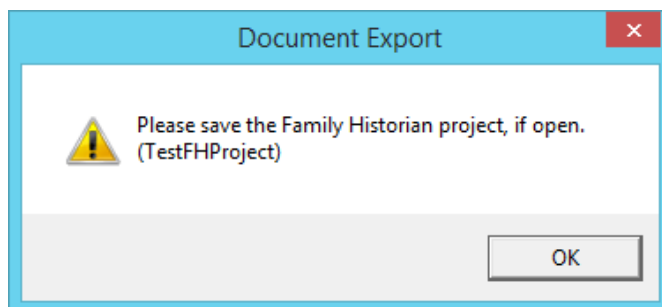 Document Export
Please save the Family Historian project, if open.
(TestFHProject)
OK